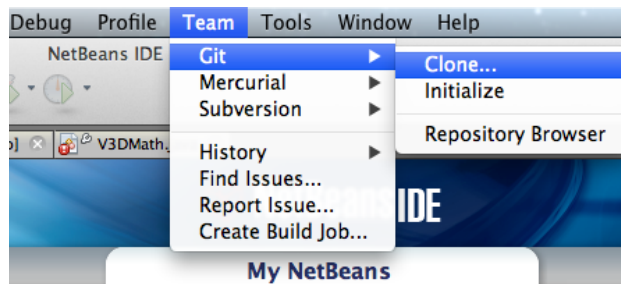 Debug Profile Team Tools Window Help
NetBeans IDE
Git
Mercurial
Subversion
History
Find Issues...
Report Issue...
Create Build Job...
Clone...
Initialize
Repository Browser
V3DMath.
IDE
My NetBeans